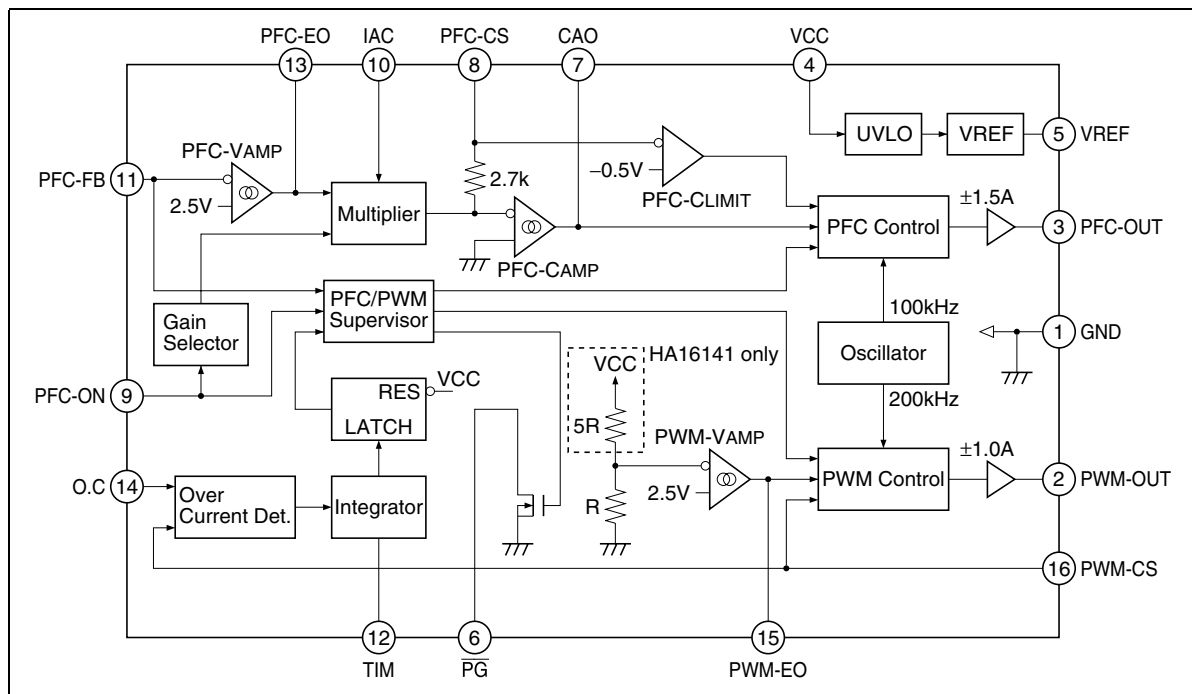 PFC-EO
13
IAC
10
PFC-CS
8
CAO
7
VCC
4
UVLO
VREF
5
VREF
PFC-VAMP
PFC-FB
11
2.5V
Multiplier
2.7k
PFC-CAMP
−0.5V
PFC-CLIMIT
PFC Control
±1.5A
3
PFC-OUT
PFC/PWM
Supervisor
Gain
Selector
100kHz
Oscillator
200kHz
1
GND
PFC-ON
9
RES
VCC
LATCH
HA16141 only
VCC
5R
R
PWM-VAMP
2.5V
PWM Control
±1.0A
2
PWM-OUT
O.C
14
Over
Current Det.
Integrator
16
PWM-CS
12
TIM
6
PG
15
PWM-EO